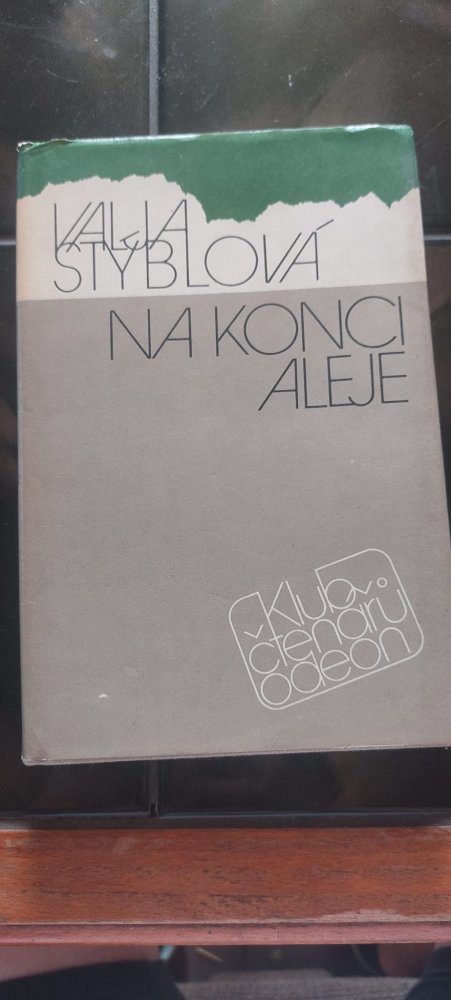 VALJA
STÝBLOVÁ
NA KONCI
ALEJE
Klub
čtenářů
odeon